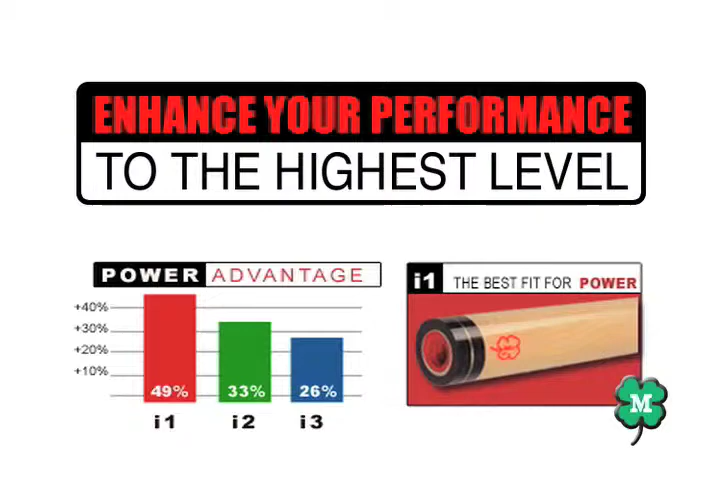 ENHANCE YOUR PERFORMANCE
TO THE HIGHEST LEVEL
POWER ADVANTAGE
+40%
+30%
+20%
+10%
49% 33% 26%
i1 i2 i3
i1 THE BEST FIT FOR POWER
M